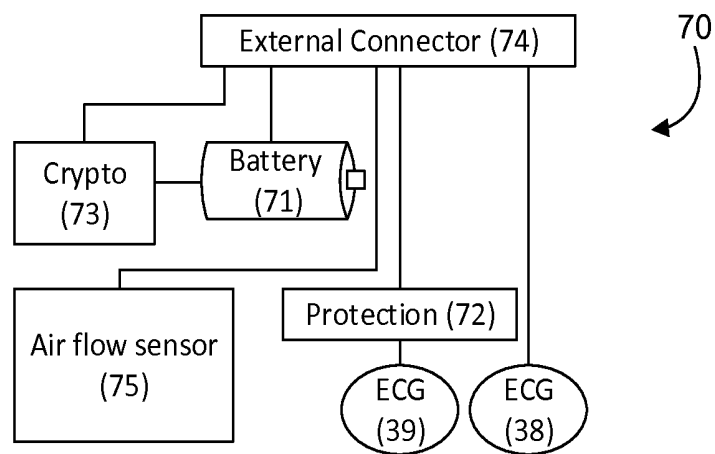 External Connector (74)
70
Crypto
(73)
Battery
(71)
Air flow sensor
(75)
Protection (72)
ECG
(39)
ECG
(38)